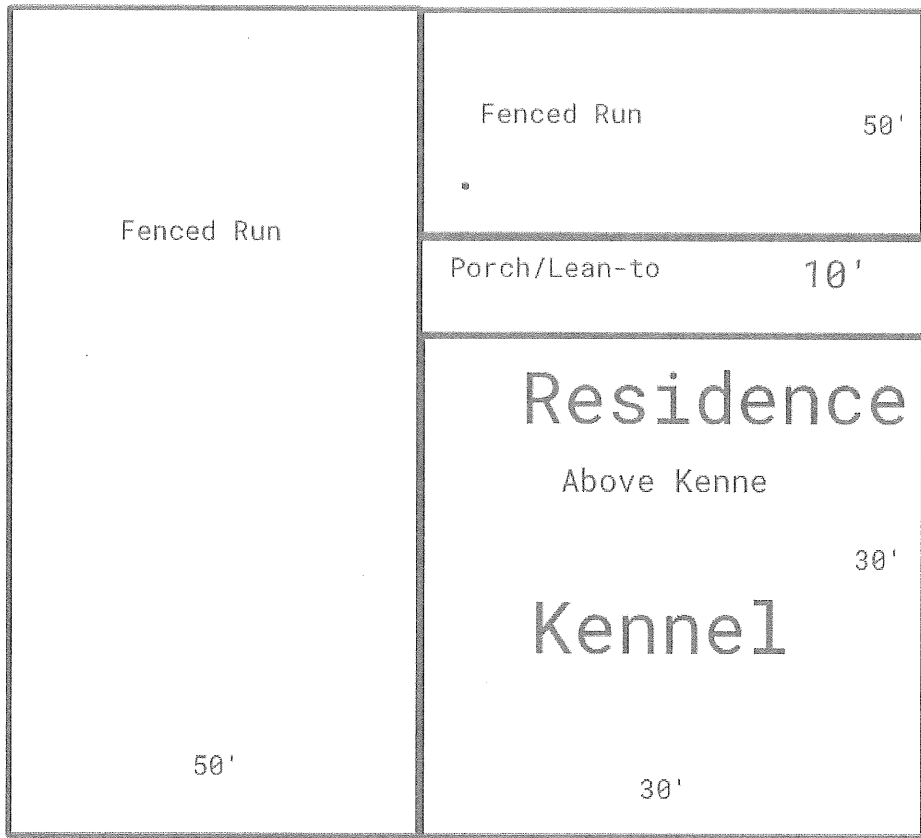 Fenced Run
50'
Fenced Run
50'
Porch/Lean-to 10'
Residence
Above Kenne
30'
Kennel
30'